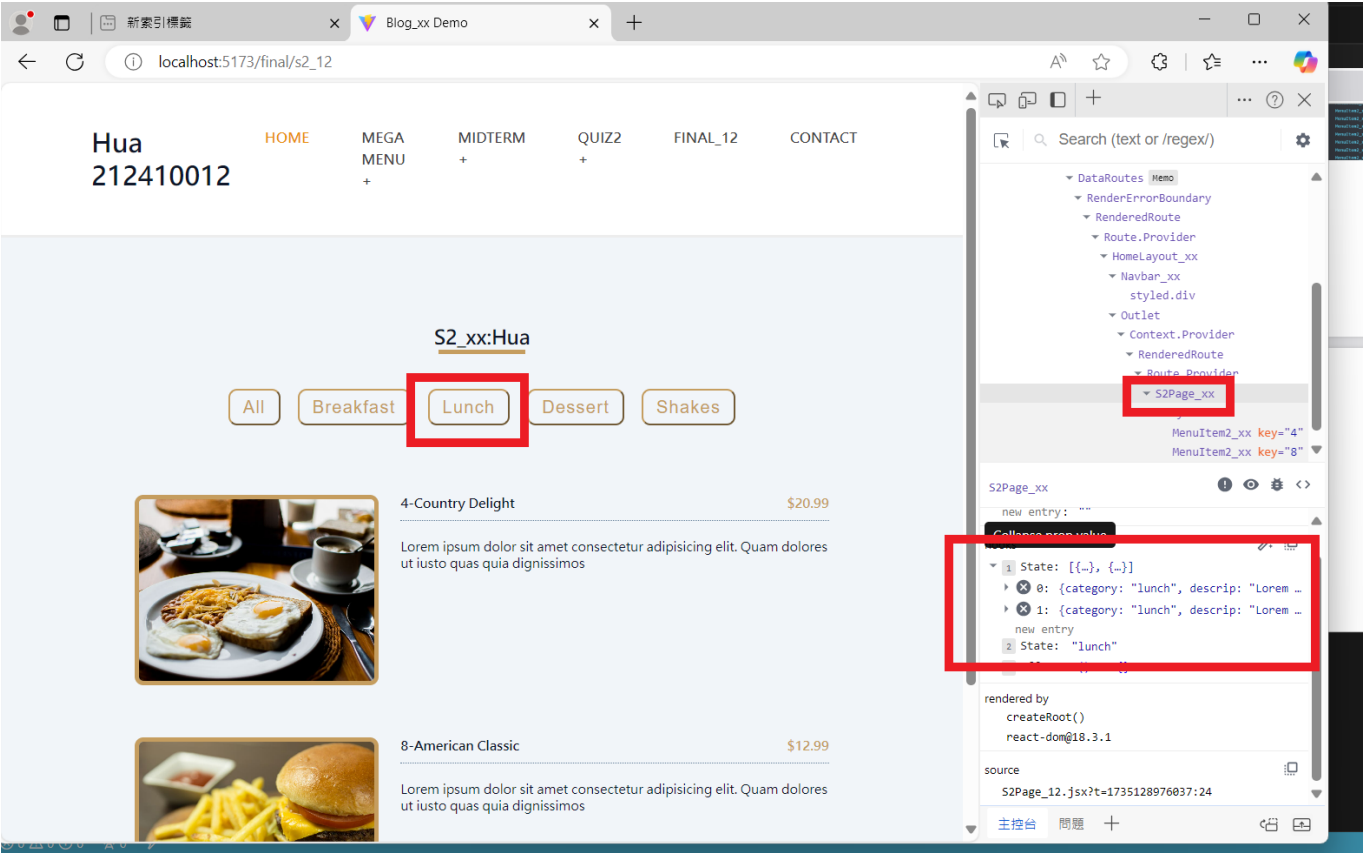 新索引標籤
Blog_xx Demo
localhost:5173/final/s2_12
Hua
212410012
HOME
MEGA
MENU
+
MIDTERM
+
QUIZ2
+
FINAL_12
CONTACT
S2_xx:Hua
All
Breakfast
Lunch
Dessert
Shakes
4-Country Delight
$20.99
Lorem ipsum dolor sit amet consectetur adipisicing elit. Quam dolores
ut iusto quas quia dignissimos
8-American Classic
$12.99
Lorem ipsum dolor sit amet consectetur adipisicing elit. Quam dolores
ut iusto quas quia dignissimos
Search (text or /regex/)
DataRoutes Memo
RenderErrorBoundary
RenderedRoute
Route.Provider
HomeLayout_xx
Navbar_xx
styled.div
Outlet
Context.Provider
RenderedRoute
Route.Provider
S2Page_xx
MenuItem2_xx key="4"
MenuItem2_xx key="8"
S2Page_xx
new entry: ""
Collapse prop value
hooks
1 State: [{…}, {…}]
0: {category: "lunch", descrip: "Lorem …
1: {category: "lunch", descrip: "Lorem …
new entry
2 State: "lunch"
rendered by
createRoot()
react-dom@18.3.1
source
S2Page_12.jsx?t=1735128976037:24
主控台
問題